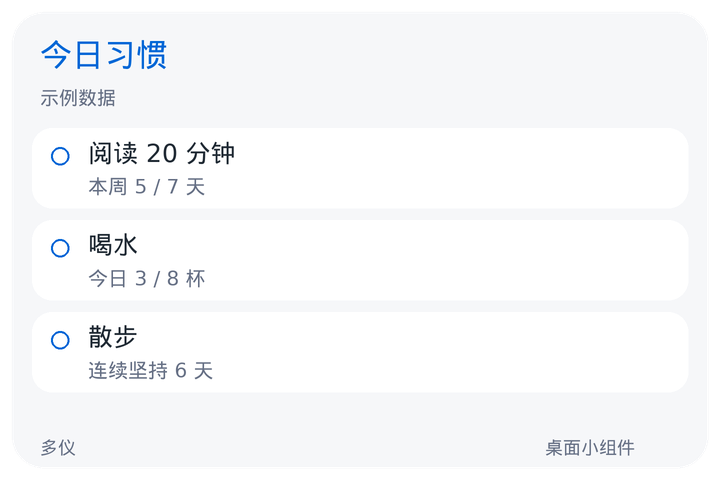 今日习惯
示例数据
阅读 20 分钟
本周 5 / 7 天
喝水
今日 3 / 8 杯
散步
连续坚持 6 天
多仪
桌面小组件